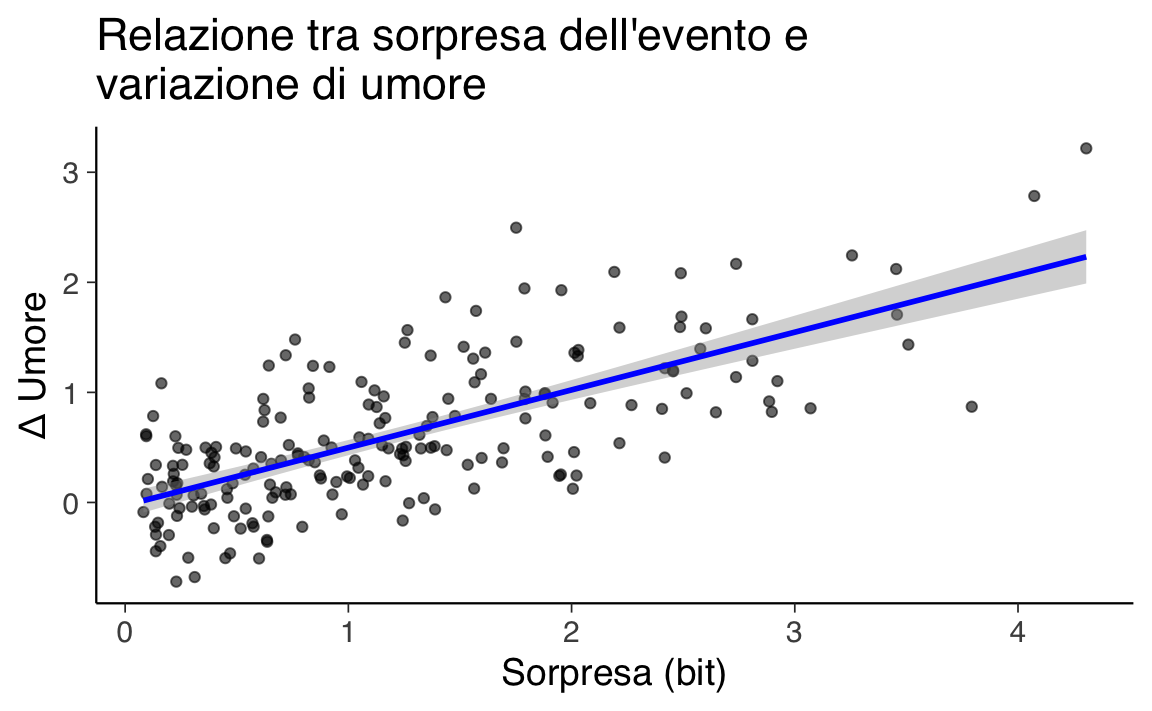 Relazione tra sorpresa dell'evento e
variazione di umore
Δ Umore
3
2
1
0
0 1 2 3 4
Sorpresa (bit)